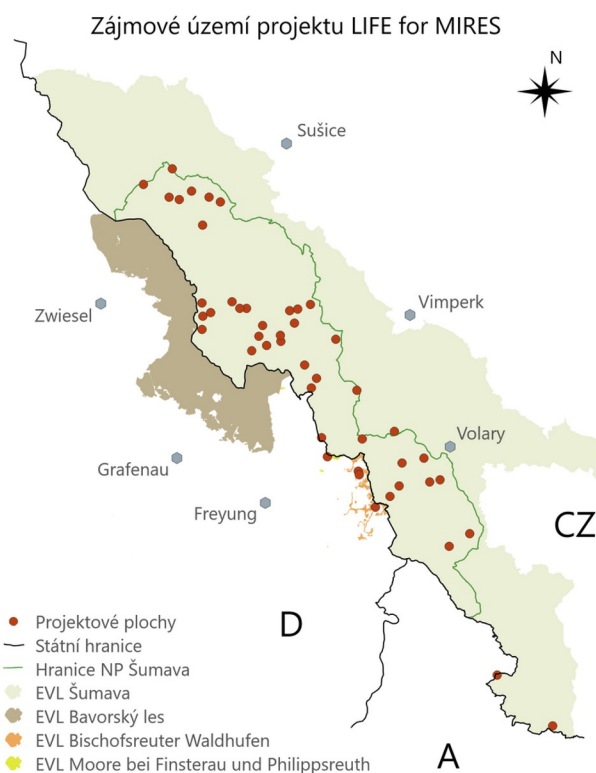 Zájmové území projektu LIFE for MIRES
N
Sušice
Zwiesel
Vimperk
Volary
Grafenau
Freyung
CZ
D
A
Projektové plochy
Státní hranice
Hranice NP Šumava
EVL Šumava
EVL Bavorský les
EVL Bischofsreuter Waldhufen
EVL Moore bei Finsterau und Philippsreuth